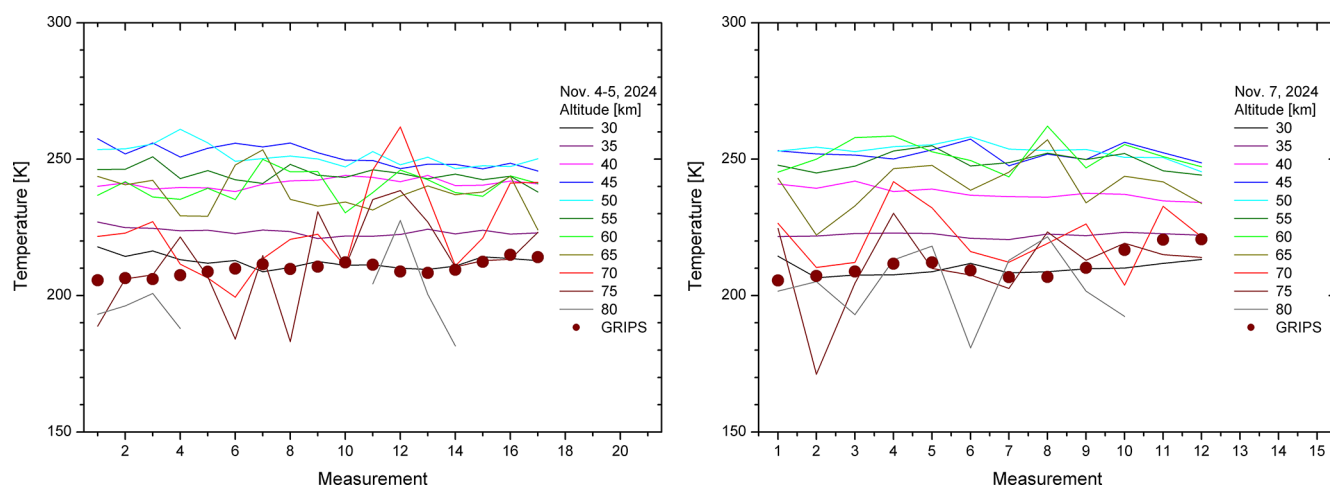 300
250
200
150
Temperature [K]
2 4 6 8 10 12 14 16 18 20
Measurement
Nov. 4-5, 2024
Altitude [km]
30
35
40
45
50
55
60
65
70
75
80
GRIPS
300
250
200
150
Temperature [K]
1 2 3 4 5 6 7 8 9 10 11 12 13 14 15
Measurement
Nov. 7, 2024
Altitude [km]
30
35
40
45
50
55
60
65
70
75
80
GRIPS